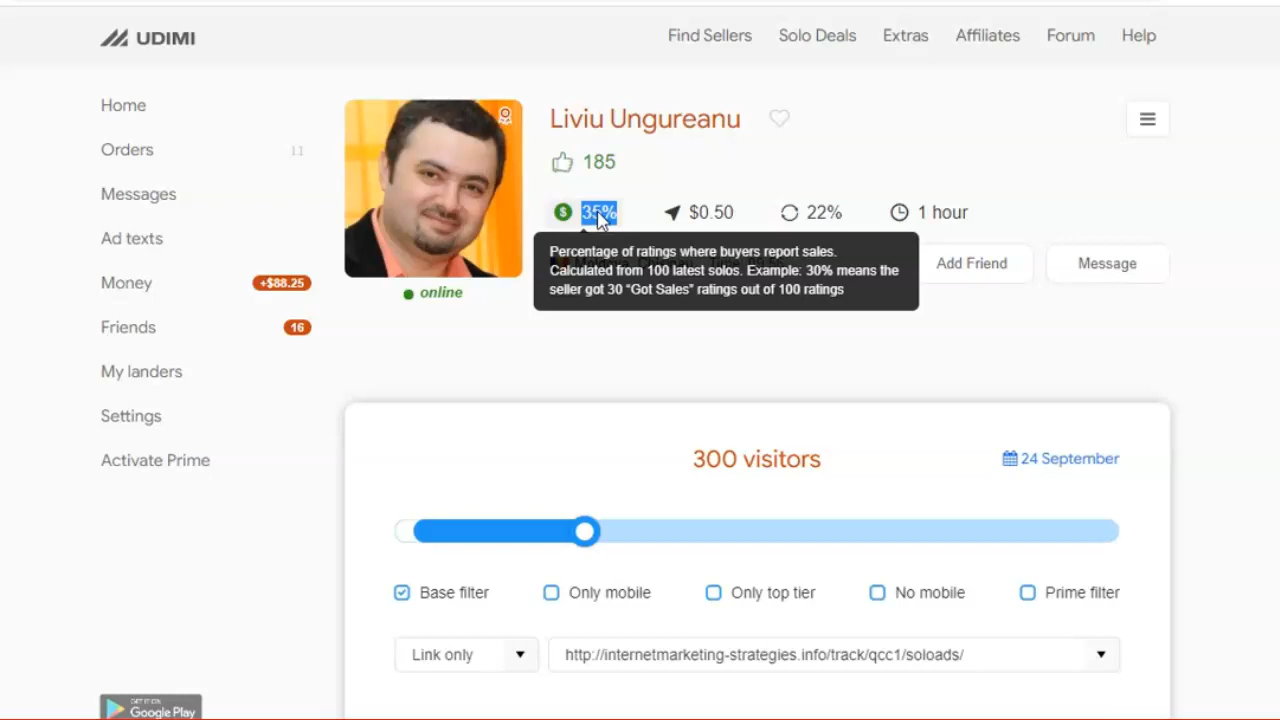 UDIMI
Find Sellers Solo Deals Extras Affiliates Forum Help
Home
Orders 11
Messages
Ad texts
Money +$88.25
Friends 16
My landers
Settings
Activate Prime
GET IT ON
Google Play
Liviu Ungureanu
185
35% $0.50 22% 1 hour
Percentage of ratings where buyers report sales.
Calculated from 100 latest solos. Example: 30% means the
seller got 30 "Got Sales" ratings out of 100 ratings
Add Friend Message
online
300 visitors 24 September
Base filter Only mobile Only top tier No mobile Prime filter
Link only http://internetmarketing-strategies.info/track/qcc1/soloads/